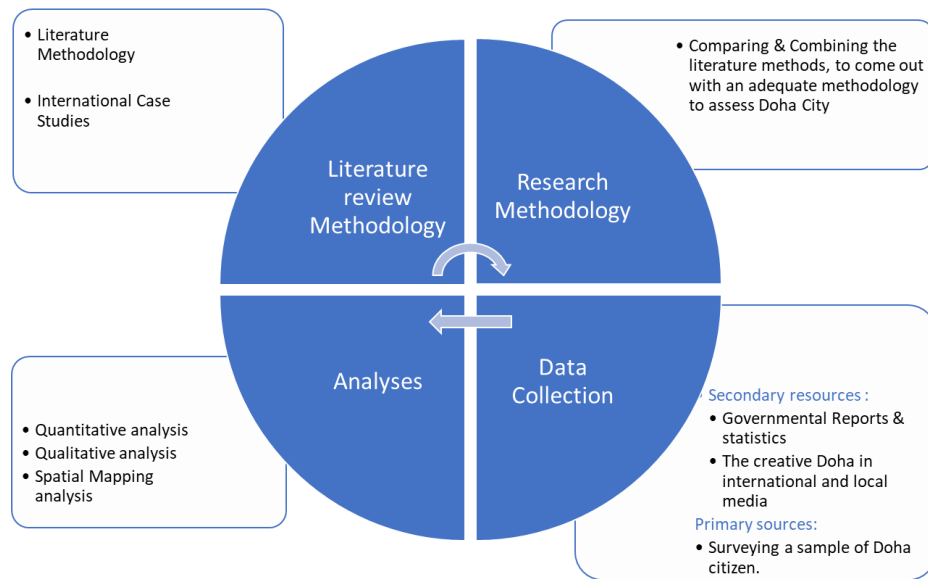 • Literature
Methodology
• International Case
Studies
• Comparing & Combining the
literature methods, to come out
with an adequate methodology
to assess Doha City
Literature
review
Methodology
Research
Methodology
Analyses
Data
Collection
• Quantitative analysis
• Qualitative analysis
• Spatial Mapping
analysis
• Secondary resources :
• Governmental Reports &
statistics
• The creative Doha in
international and local
media
Primary sources:
• Surveying a sample of Doha
citizen.